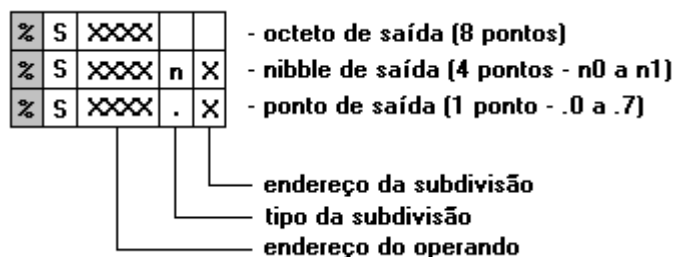 % S XXXX - octeto de saída (8 pontos)
% S XXXX n X - nibble de saída (4 pontos - n0 a n1)
% S XXXX . X - ponto de saída (1 ponto - .0 a .7)
endereço da subdivisão
tipo da subdivisão
endereço do operando